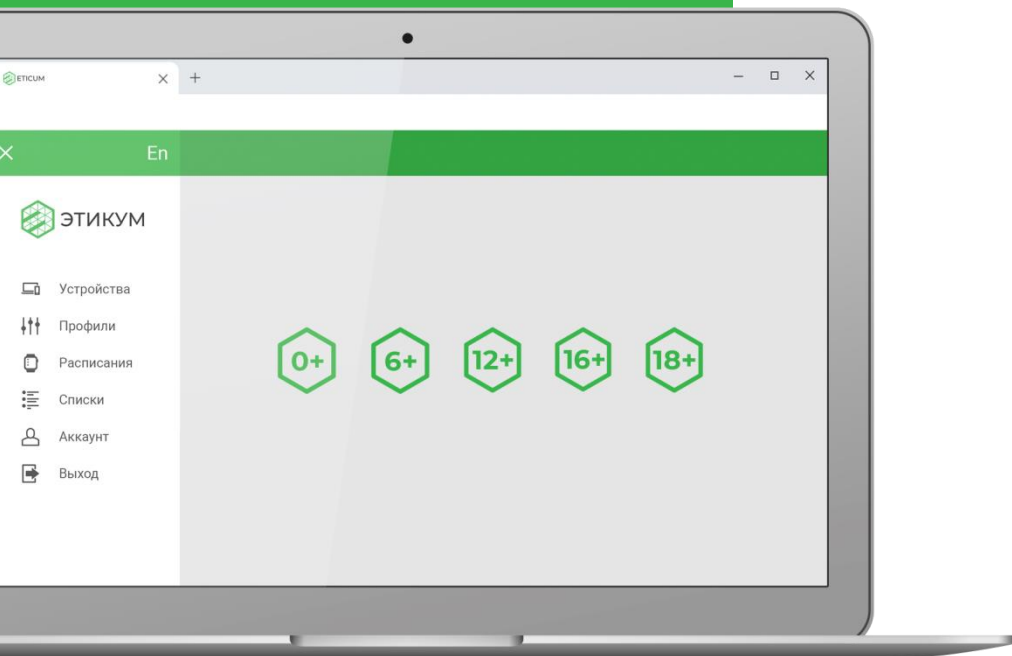 ETICUM
En
ЭТИКУМ
Устройства
Профили
Расписания
Списки
Аккаунт
Выход
0+ 6+ 12+ 16+ 18+